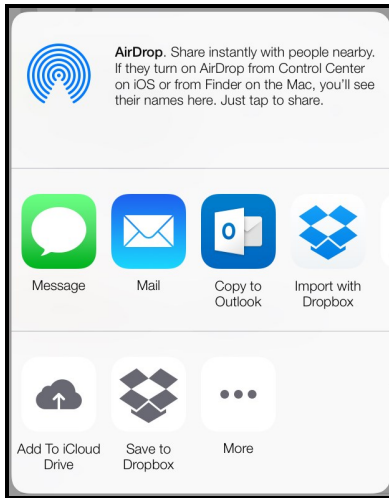 AirDrop. Share instantly with people nearby.
If they turn on AirDrop from Control Center
on iOS or from Finder on the Mac, you'll see
their names here. Just tap to share.
Message
Mail
Copy to
Outlook
Import with
Dropbox
Add To iCloud
Drive
Save to
Dropbox
More